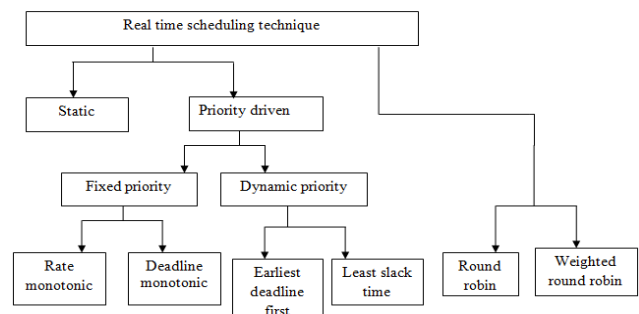 Real time scheduling technique
Static
Priority driven
Fixed priority
Dynamic priority
Rate
monotonic
Deadline
monotonic
Earliest
deadline
first
Least slack
time
Round
robin
Weighted
round robin